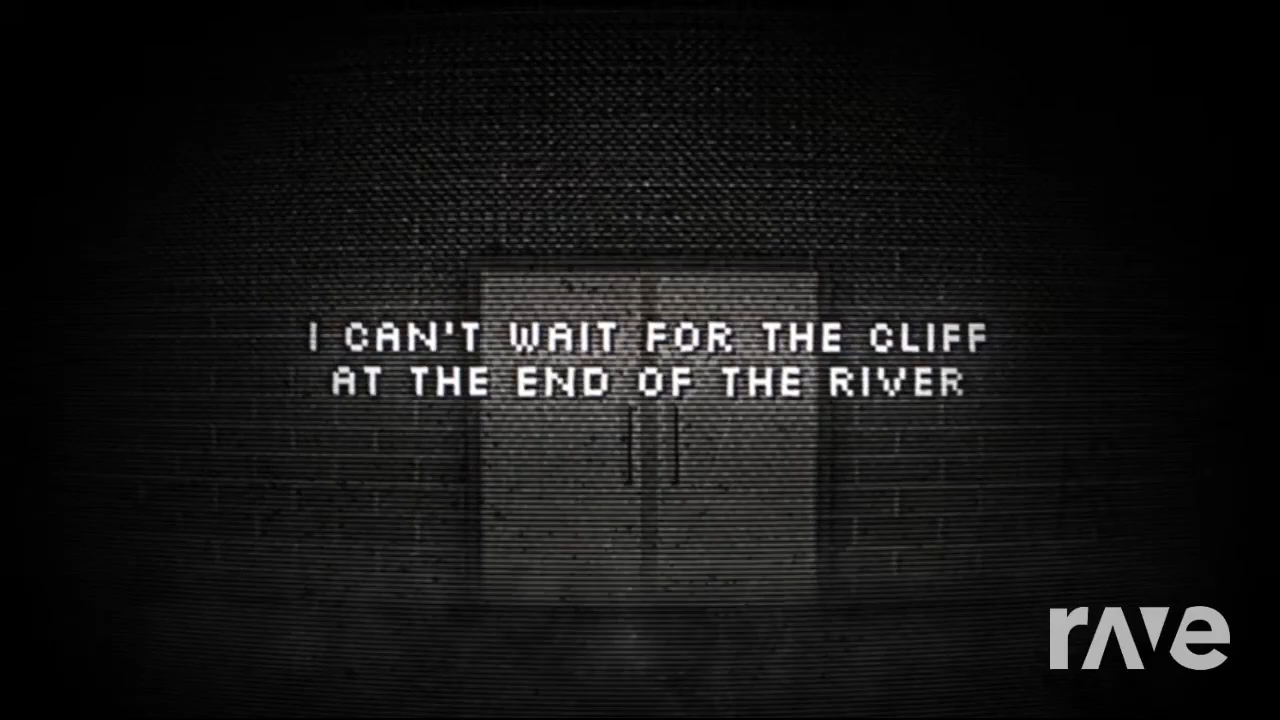 I CAN'T WAIT FOR THE CLIFF
AT THE END OF THE RIVER
rave